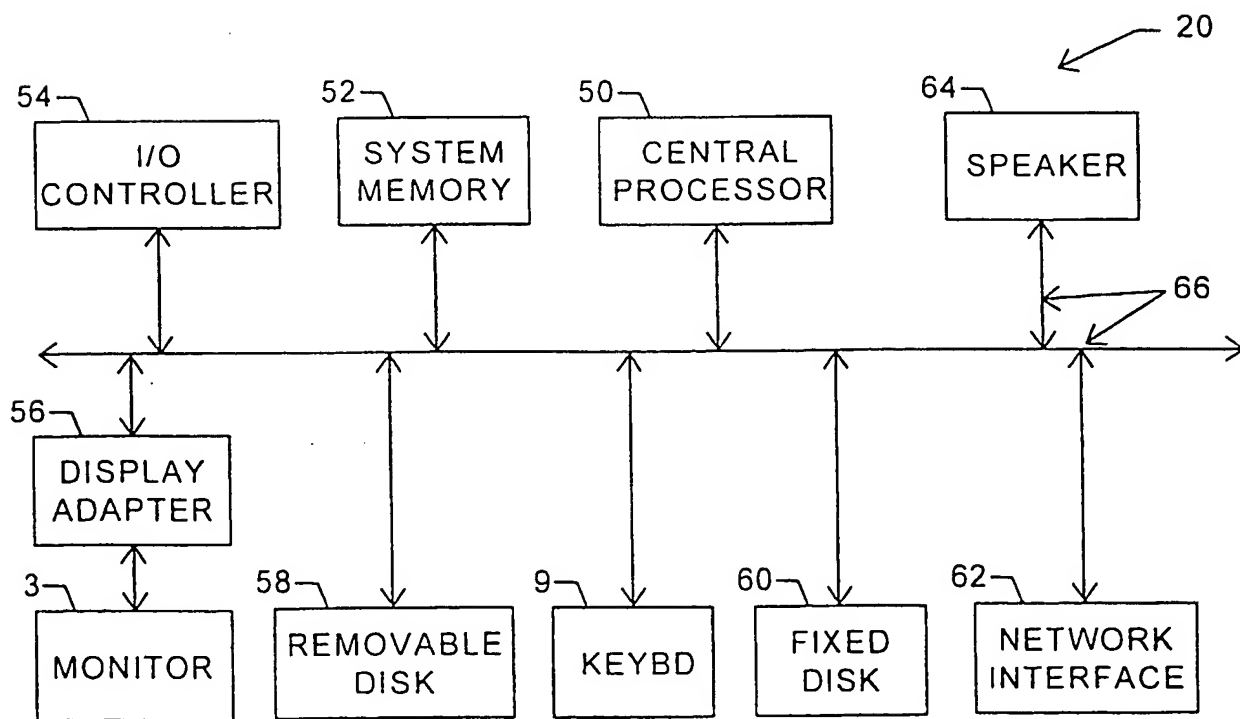 20
54
52
50
64
I/O
CONTROLLER
SYSTEM
MEMORY
CENTRAL
PROCESSOR
SPEAKER
66
56
DISPLAY
ADAPTER
3
58
9
60
62
MONITOR
REMOVABLE
DISK
KEYBD
FIXED
DISK
NETWORK
INTERFACE